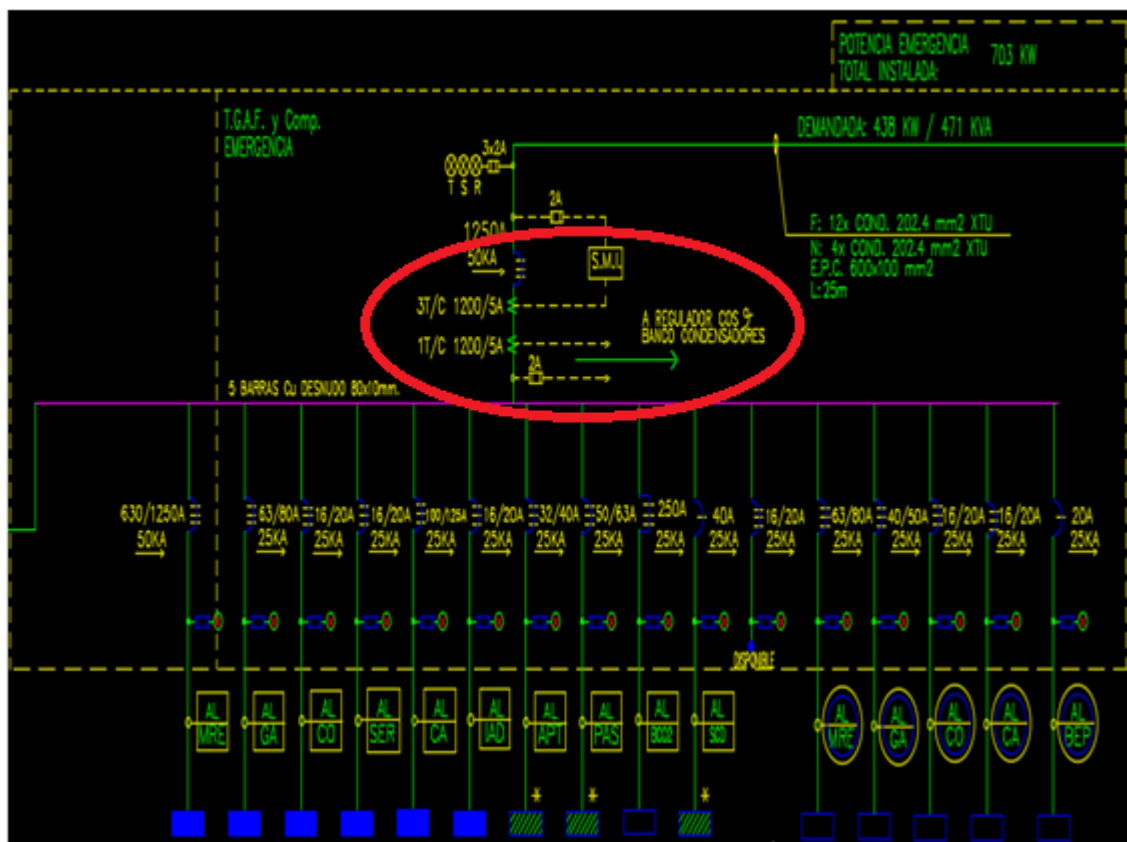 POTENCIA EMERGENCIA
TOTAL INSTALADA:
703 KW
T.G.A.F. y Comp.
EMERGENCIA
DEMANDADA: 438 KW / 471 KVA
3x2A
T S R
2A
1250A
50KA
S.M.I.
F: 12x COND. 202.4 mm2 XTU
N: 4x COND. 202.4 mm2 XTU
E.P.C. 600x100 mm2
L:25m
3T/C 1200/5A
A REGULADOR COS φ
BANCO CONDENSADORES
1T/C 1200/5A
2A
5 BARRAS Cu DESNUDO 80x10mm.
630/1250A 63/80A 16/20A 16/20A 100/125A 16/20A 32/40A 50/63A 250A 40A 16/20A 63/80A 40/50A 16/20A 16/20A 20A
50KA 25KA 25KA 25KA 25KA 25KA 25KA 25KA 25KA 25KA 25KA 25KA 25KA 25KA 25KA 25KA
DISPONIBLE
AL AL AL AL AL AL AL AL AL AL AL AL AL AL AL
MRE GA CO SER CA IAD APT PAS MRE GA CO CA BEP
* * *